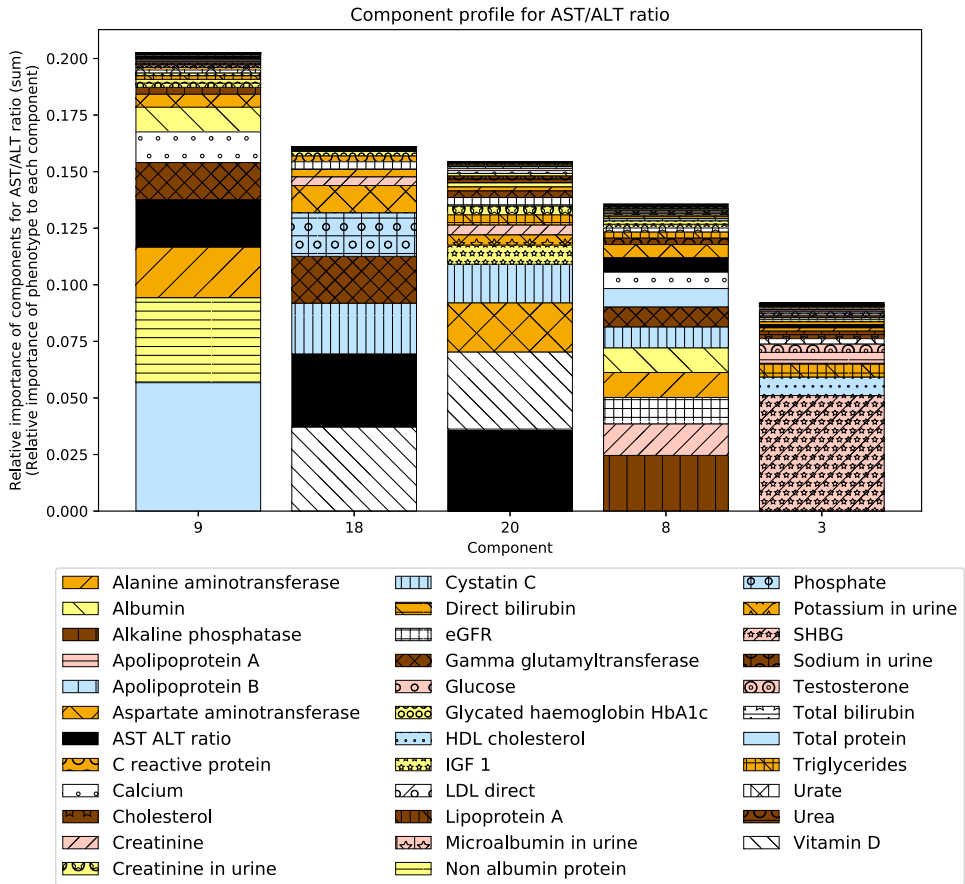 Component profile for AST/ALT ratio
Relative importance of components for AST/ALT ratio (sum)
(Relative importance of phenotype to each component)
0.200
0.175
0.150
0.125
0.100
0.075
0.050
0.025
0.000
9 18 20 8 3
Component
Alanine aminotransferase
Albumin
Alkaline phosphatase
Apolipoprotein A
Apolipoprotein B
Aspartate aminotransferase
AST ALT ratio
C reactive protein
Calcium
Cholesterol
Creatinine
Creatinine in urine
Cystatin C
Direct bilirubin
eGFR
Gamma glutamyltransferase
Glucose
Glycated haemoglobin HbA1c
HDL cholesterol
IGF 1
LDL direct
Lipoprotein A
Microalbumin in urine
Non albumin protein
Phosphate
Potassium in urine
SHBG
Sodium in urine
Testosterone
Total bilirubin
Total protein
Triglycerides
Urate
Urea
Vitamin D